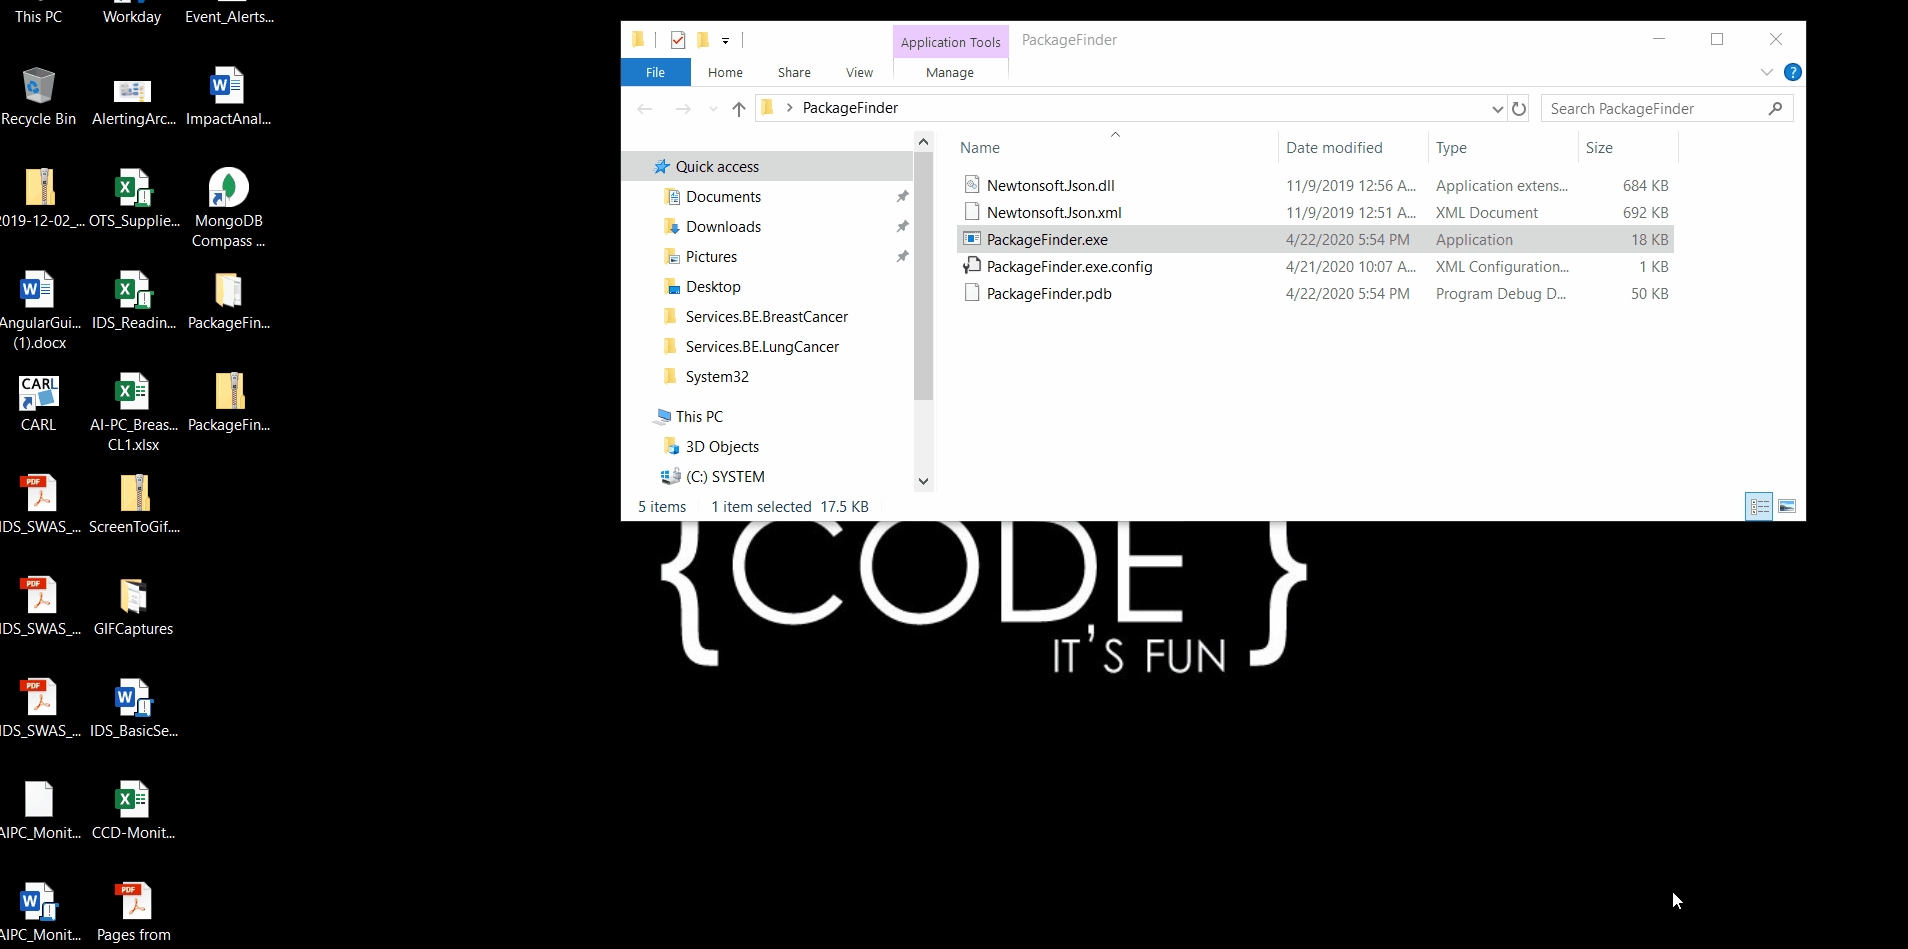 This PC
Workday
Event_Alerts...
Recycle Bin
AlertingArc...
ImpactAnal...
2019-12-02_...
OTS_Supplie...
MongoDB
Compass ...
AngularGui...
(1).docx
IDS_Readin...
PackageFin...
CARL
CARL
AI-PC_Breas...
CL1.xlsx
PackageFin...
PDF
IDS_SWAS_...
ScreenToGif....
PDF
IDS_SWAS_...
GIFCaptures
PDF
IDS_SWAS_...
IDS_BasicSe...
AIPC_Monit...
CCD-Monit...
AIPC_Monit...
PDF
Pages from
Application Tools
PackageFinder
File
Home
Share
View
Manage
PackageFinder
Search PackageFinder
Quick access
Documents
Downloads
Pictures
Desktop
Services.BE.BreastCancer
Services.BE.LungCancer
System32
This PC
3D Objects
(C:) SYSTEM
Name Date modified Type Size
Newtonsoft.Json.dll 11/9/2019 12:56 A... Application extens... 684 KB
Newtonsoft.Json.xml 11/9/2019 12:51 A... XML Document 692 KB
PackageFinder.exe 4/22/2020 5:54 PM Application 18 KB
PackageFinder.exe.config 4/21/2020 10:07 A... XML Configuration... 1 KB
PackageFinder.pdb 4/22/2020 5:54 PM Program Debug D... 50 KB
5 items 1 item selected 17.5 KB
{CODE }
IT'S FUN